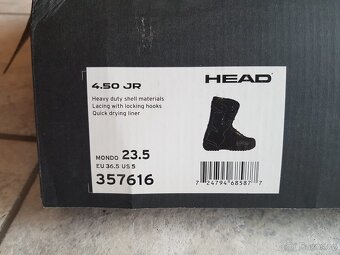 4.50 JR
HEAD
Heavy duty shell materials
Lacing with locking hooks
Quick drying liner
MONDO 23.5
EU 36.5 US 5
357616
7 24794 68587 7